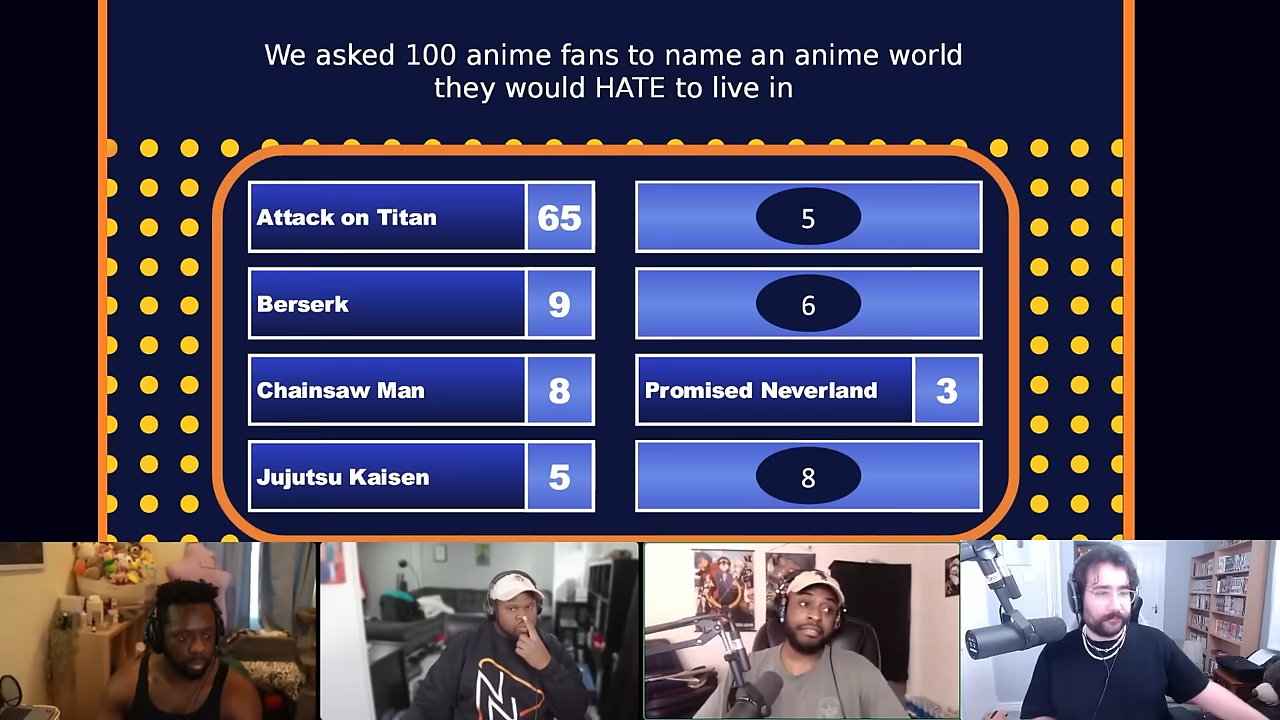 We asked 100 anime fans to name an anime world
they would HATE to live in
Attack on Titan 65
5
Berserk 9
6
Chainsaw Man 8
Promised Neverland 3
Jujutsu Kaisen 5
8